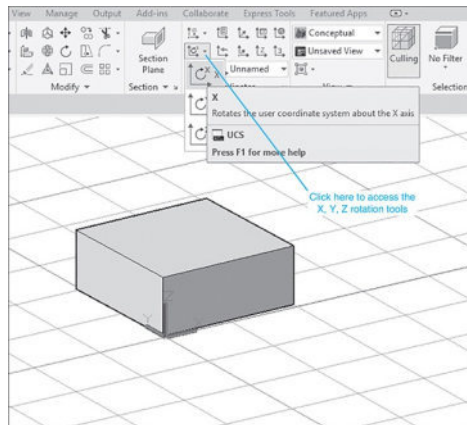 View Manage Output Add-ins Collaborate Express Tools Featured Apps
Conceptual
Section Plane
Unsaved View
Culling
No Filter
X Unnamed
Modify
Section
Selection
X
Rotates the user coordinate system about the X axis
UCS
Press F1 for more help
Click here to access the
X, Y, Z rotation tools
Z
Y